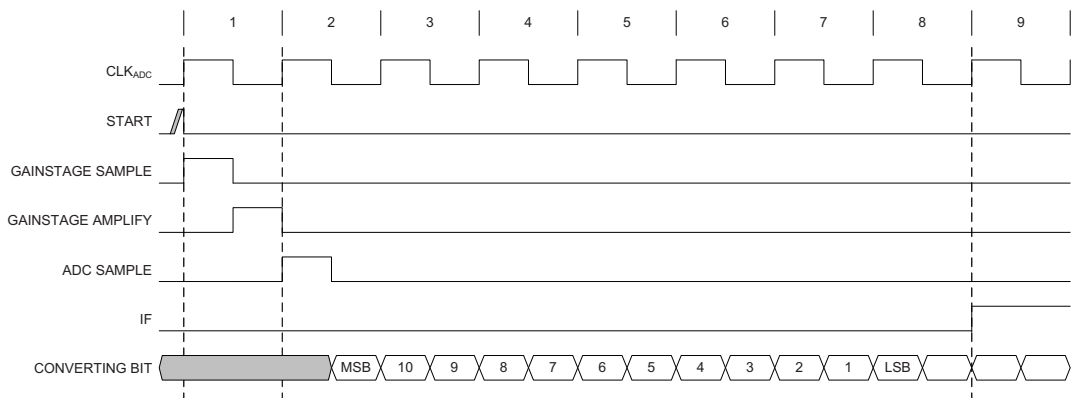 1 2 3 4 5 6 7 8 9
CLKADC
START
GAINSTAGE SAMPLE
GAINSTAGE AMPLIFY
ADC SAMPLE
IF
CONVERTING BIT MSB 10 9 8 7 6 5 4 3 2 1 LSB